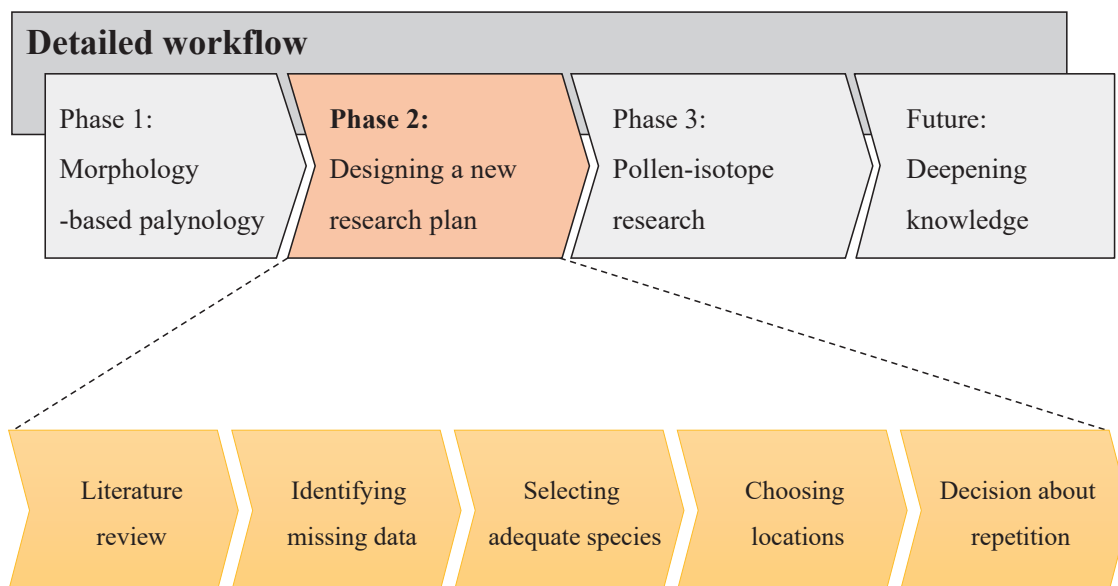 Detailed workflow
Phase 1:
Morphology
-based palynology
Phase 2:
Designing a new
research plan
Phase 3:
Pollen-isotope
research
Future:
Deepening
knowledge
Literature
review
Identifying
missing data
Selecting
adequate species
Choosing
locations
Decision about
repetition